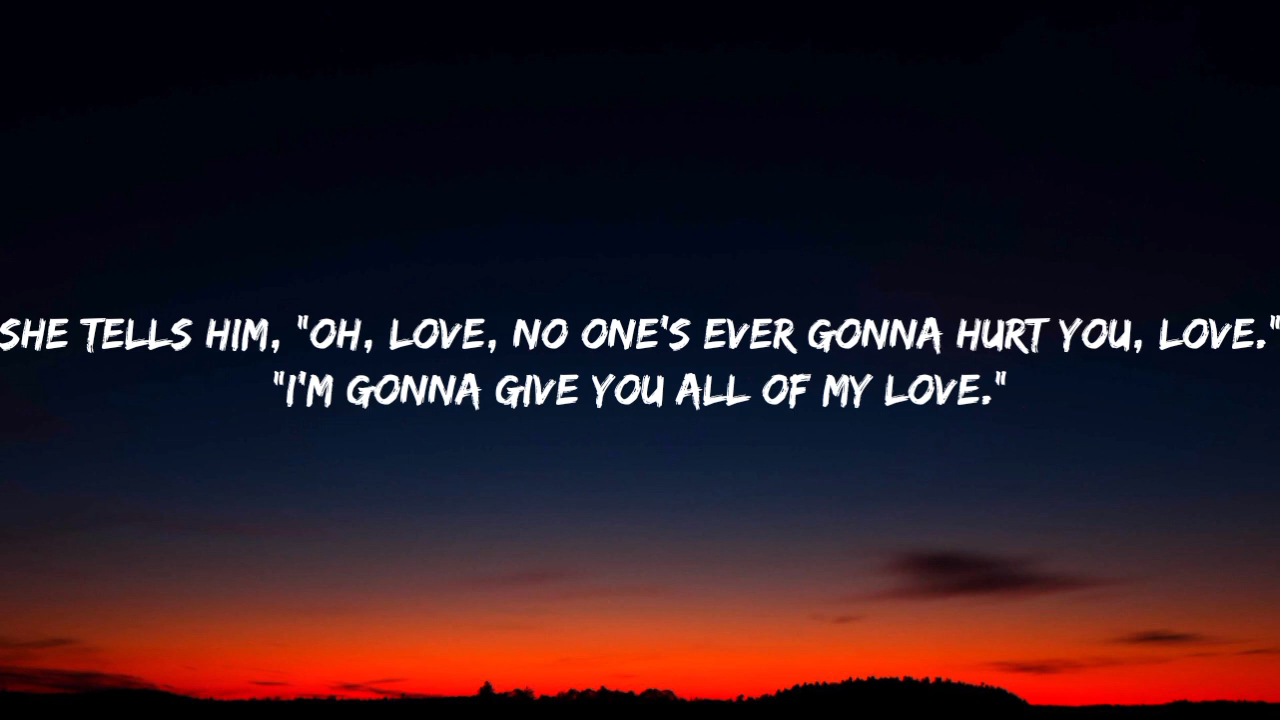 SHE TELLS HIM, "OH, LOVE, NO ONE'S EVER GONNA HURT YOU, LOVE."
"I'M GONNA GIVE YOU ALL OF MY LOVE."